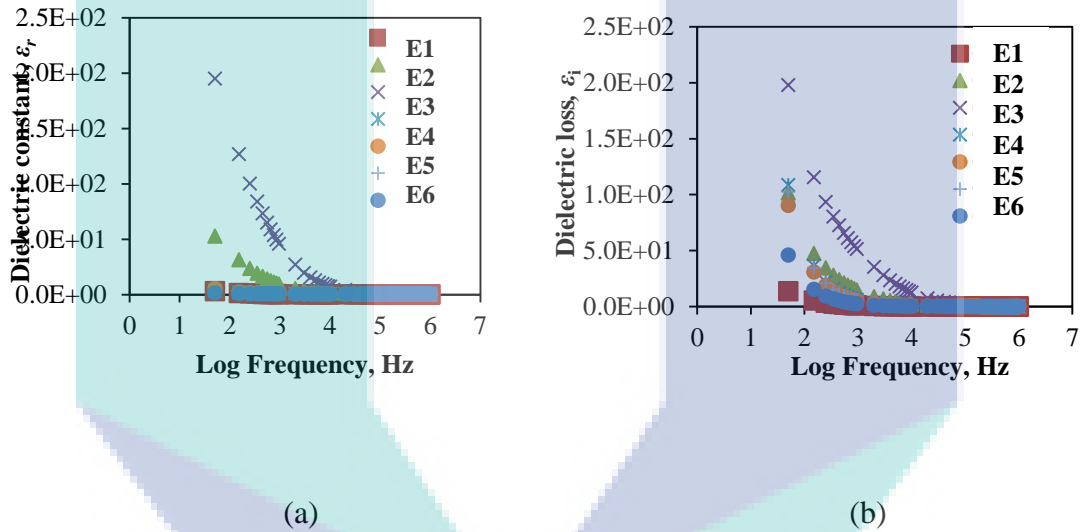 2.5E+02
2.0E+02
1.5E+02
1.0E+02
5.0E+01
0.0E+00
Dielectric constant, εr
0 1 2 3 4 5 6 7
Log Frequency, Hz
E1
E2
E3
E4
E5
E6
(a)
2.5E+02
2.0E+02
1.5E+02
1.0E+02
5.0E+01
0.0E+00
Dielectric loss, εi
0 1 2 3 4 5 6 7
Log Frequency, Hz
E1
E2
E3
E4
E5
E6
(b)